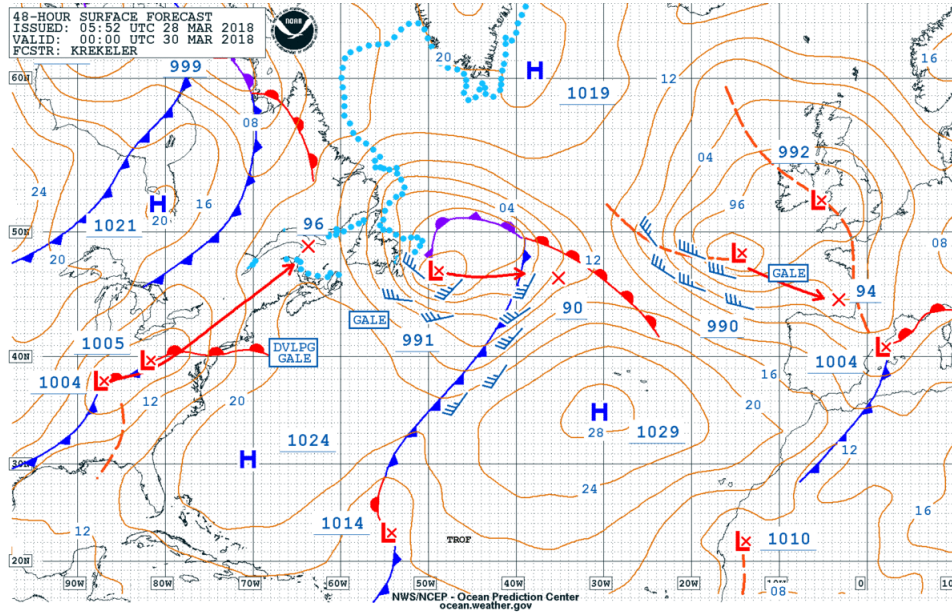 48-HOUR SURFACE FORECAST
ISSUED: 05:52 UTC 28 MAR 2018
VALID: 00:00 UTC 30 MAR 2018
FCSTR: KREKELER
NOAA
20
H
16
12
60N
999
1019
08
04
992
24
H
16
L
20
96
96
1021
50N
04
08
20
L
12
L
GALE
94
1005
GALE
90
990
991
DVLPG
GALE
L
40N
L
1004
L
1004
16
12
20
H
20
28
1024
1029
H
12
30N
24
1014
16
12
L
TROF
L
1010
20N
90W
80W
70W
60W
50W
40W
30W
20W
10W
0
10
08
NWS/NCEP - Ocean Prediction Center
ocean.weather.gov